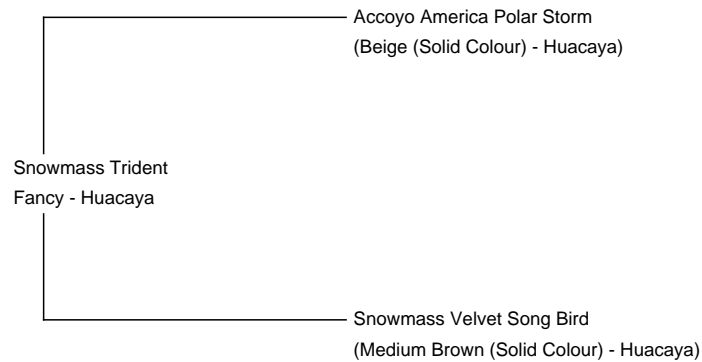 Accoyo America Polar Storm
(Beige (Solid Colour) - Huacaya)
Snowmass Trident
Fancy - Huacaya
Snowmass Velvet Song Bird
(Medium Brown (Solid Colour) - Huacaya)